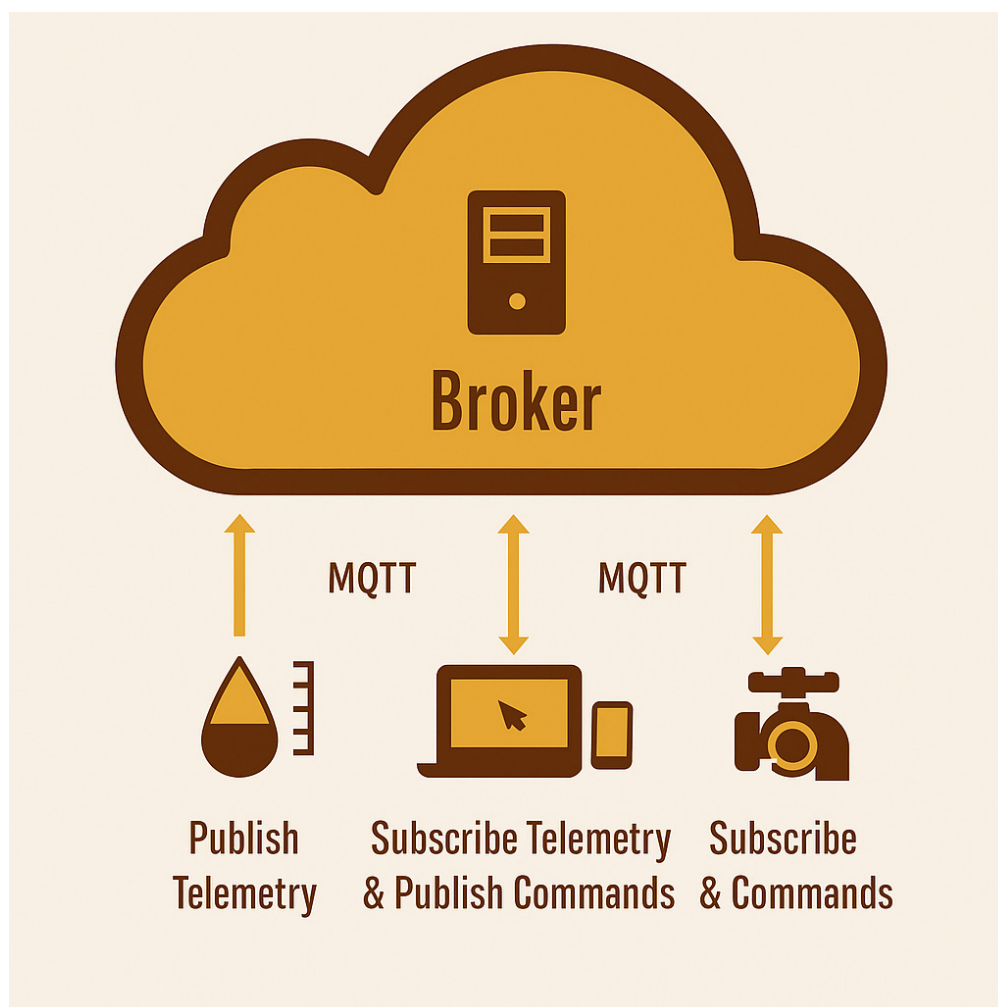 Broker
MQTT
MQTT
Publish
Telemetry
Subscribe Telemetry
& Publish Commands
Subscribe
& Commands